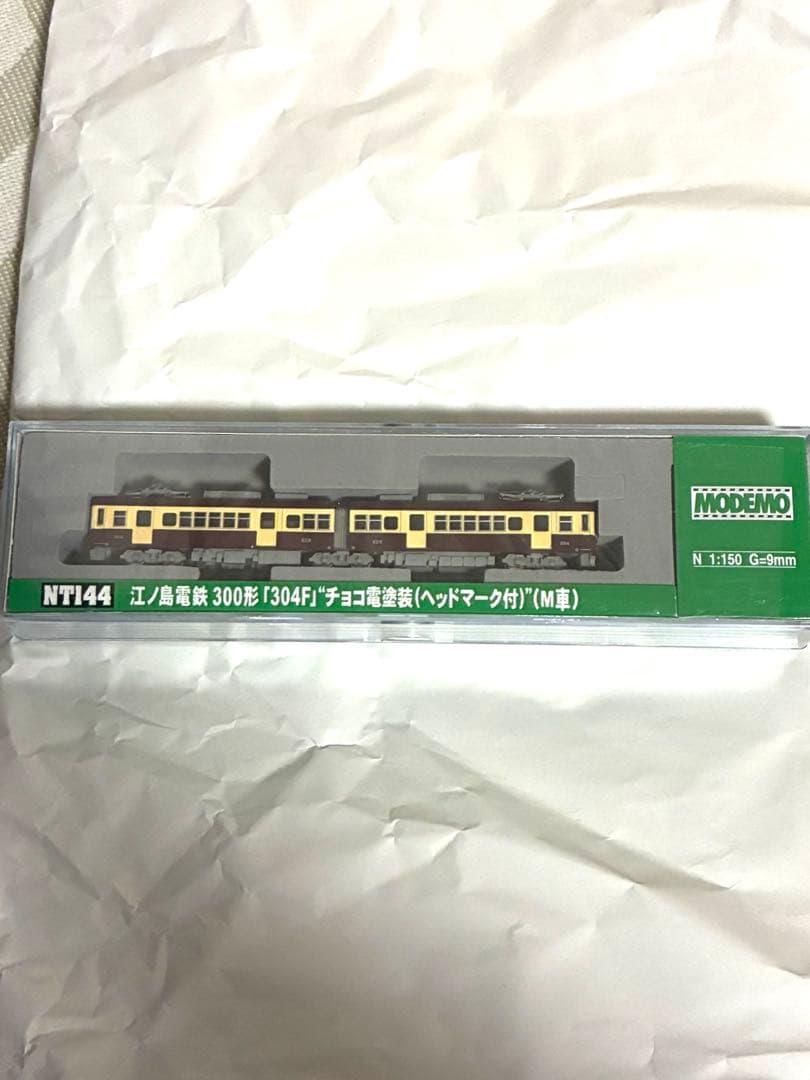 MODEMO
N 1:150 G=9mm
NT144 江ノ島電鉄 300形「304F」"チョコ電塗装(ヘッドマーク付)"(M車)